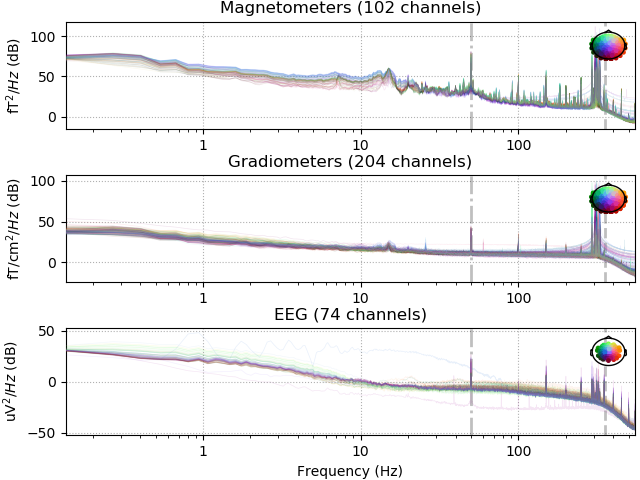 Magnetometers (102 channels)
fT²/Hz (dB)
100
50
0
1
10
100
Gradiometers (204 channels)
fT/cm²/Hz (dB)
100
50
0
1
10
100
EEG (74 channels)
uV²/Hz (dB)
50
0
−50
1
10
100
Frequency (Hz)